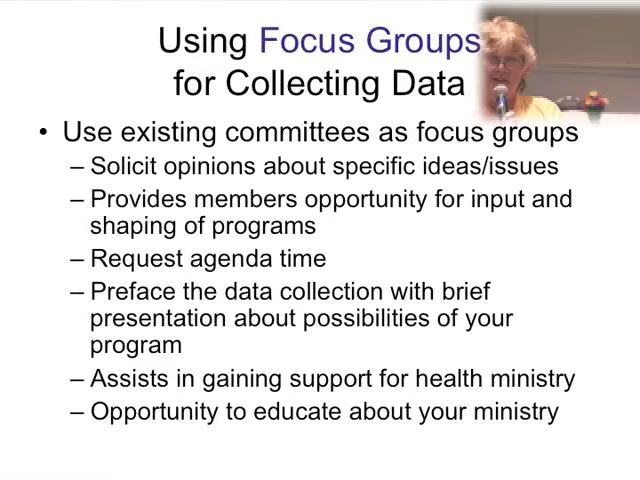 Using Focus Groups
for Collecting Data
• Use existing committees as focus groups
– Solicit opinions about specific ideas/issues
– Provides members opportunity for input and
shaping of programs
– Request agenda time
– Preface the data collection with brief
presentation about possibilities of your
program
– Assists in gaining support for health ministry
– Opportunity to educate about your ministry